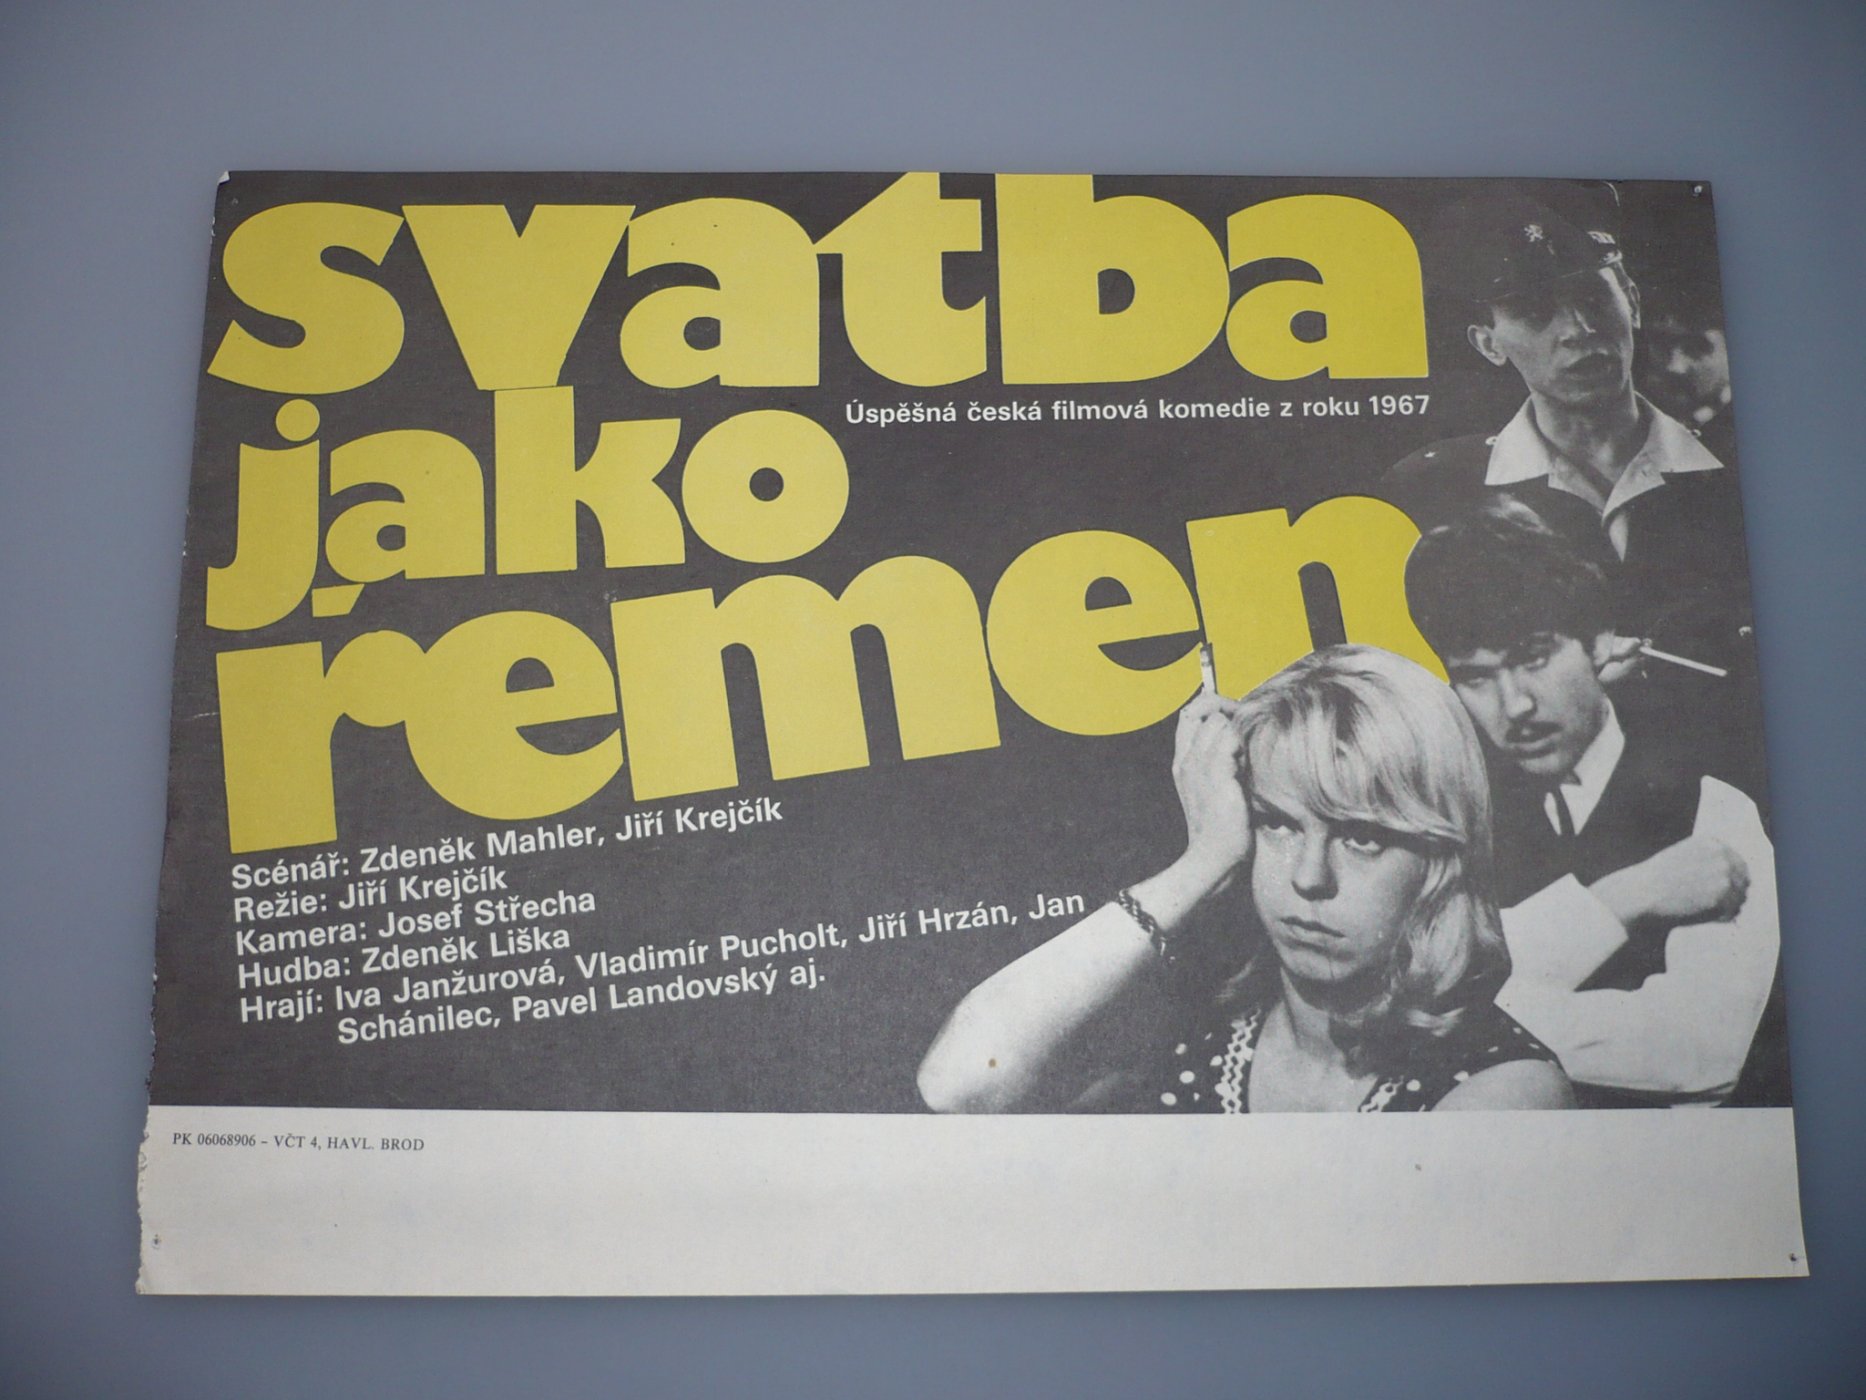 svatba
jako
řemen
Úspěšná česká filmová komedie z roku 1967
Scénář: Zdeněk Mahler, Jiří Krejčík
Režie: Jiří Krejčík
Kamera: Josef Střecha
Hudba: Zdeněk Liška
Hrají: Iva Janžurová, Vladimír Pucholt, Jiří Hrzán, Jan
Schánilec, Pavel Landovský aj.
PK 06068906 – VČT 4, HAVL. BROD